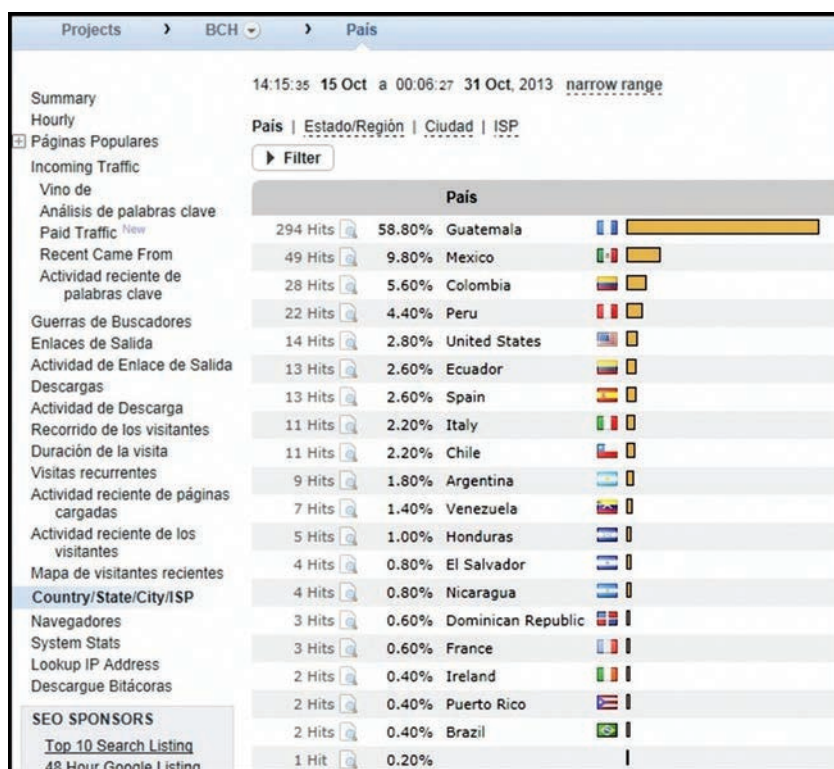 Projects › BCH › País
14:15:35 15 Oct a 00:06:27 31 Oct, 2013 narrow range
País | Estado/Región | Ciudad | ISP
Filter
Summary
Hourly
Páginas Populares
Incoming Traffic
Vino de
Análisis de palabras clave
Paid Traffic New
Recent Came From
Actividad reciente de
palabras clave
Guerras de Buscadores
Enlaces de Salida
Actividad de Enlace de Salida
Descargas
Actividad de Descarga
Recorrido de los visitantes
Duración de la visita
Visitas recurrentes
Actividad reciente de páginas
cargadas
Actividad reciente de los
visitantes
Mapa de visitantes recientes
Country/State/City/ISP
Navegadores
System Stats
Lookup IP Address
Descargue Bitácoras
SEO SPONSORS
Top 10 Search Listing
48 Hour Google Listing
País
294 Hits 58.80% Guatemala
49 Hits 9.80% Mexico
28 Hits 5.60% Colombia
22 Hits 4.40% Peru
14 Hits 2.80% United States
13 Hits 2.60% Ecuador
13 Hits 2.60% Spain
11 Hits 2.20% Italy
11 Hits 2.20% Chile
9 Hits 1.80% Argentina
7 Hits 1.40% Venezuela
5 Hits 1.00% Honduras
4 Hits 0.80% El Salvador
4 Hits 0.80% Nicaragua
3 Hits 0.60% Dominican Republic
3 Hits 0.60% France
2 Hits 0.40% Ireland
2 Hits 0.40% Puerto Rico
2 Hits 0.40% Brazil
1 Hit 0.20%